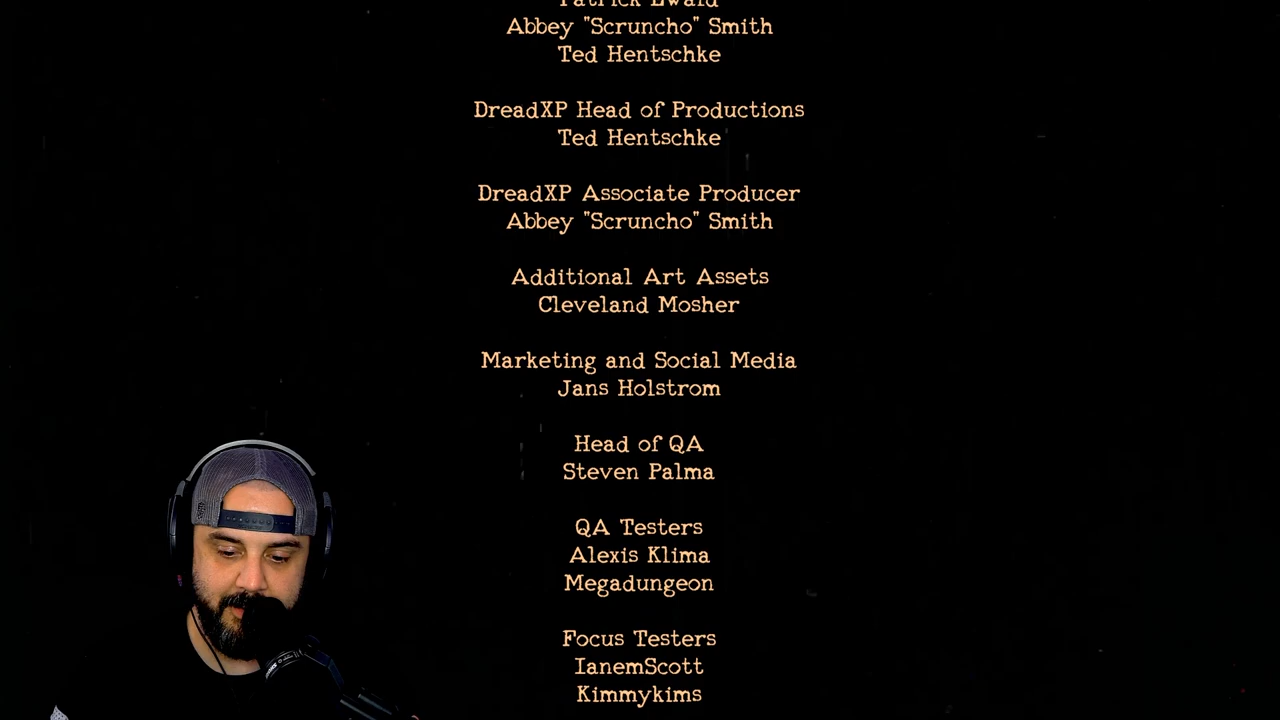 Patrick Ewald
Abbey "Scruncho" Smith
Ted Hentschke
DreadXP Head of Productions
Ted Hentschke
DreadXP Associate Producer
Abbey "Scruncho" Smith
Additional Art Assets
Cleveland Mosher
Marketing and Social Media
Jans Holstrom
Head of QA
Steven Palma
QA Testers
Alexis Klima
Megadungeon
Focus Testers
IanemScott
Kimmykims